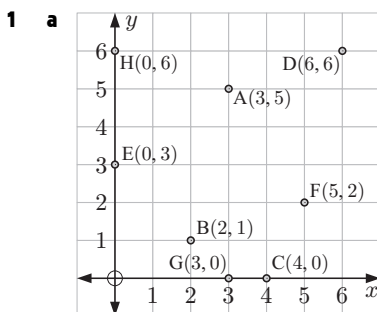 1 a
y
6
H(0, 6)
D(6, 6)
5
A(3, 5)
4
3
E(0, 3)
F(5, 2)
2
B(2, 1)
1
G(3, 0)
C(4, 0)
1 2 3 4 5 6 x